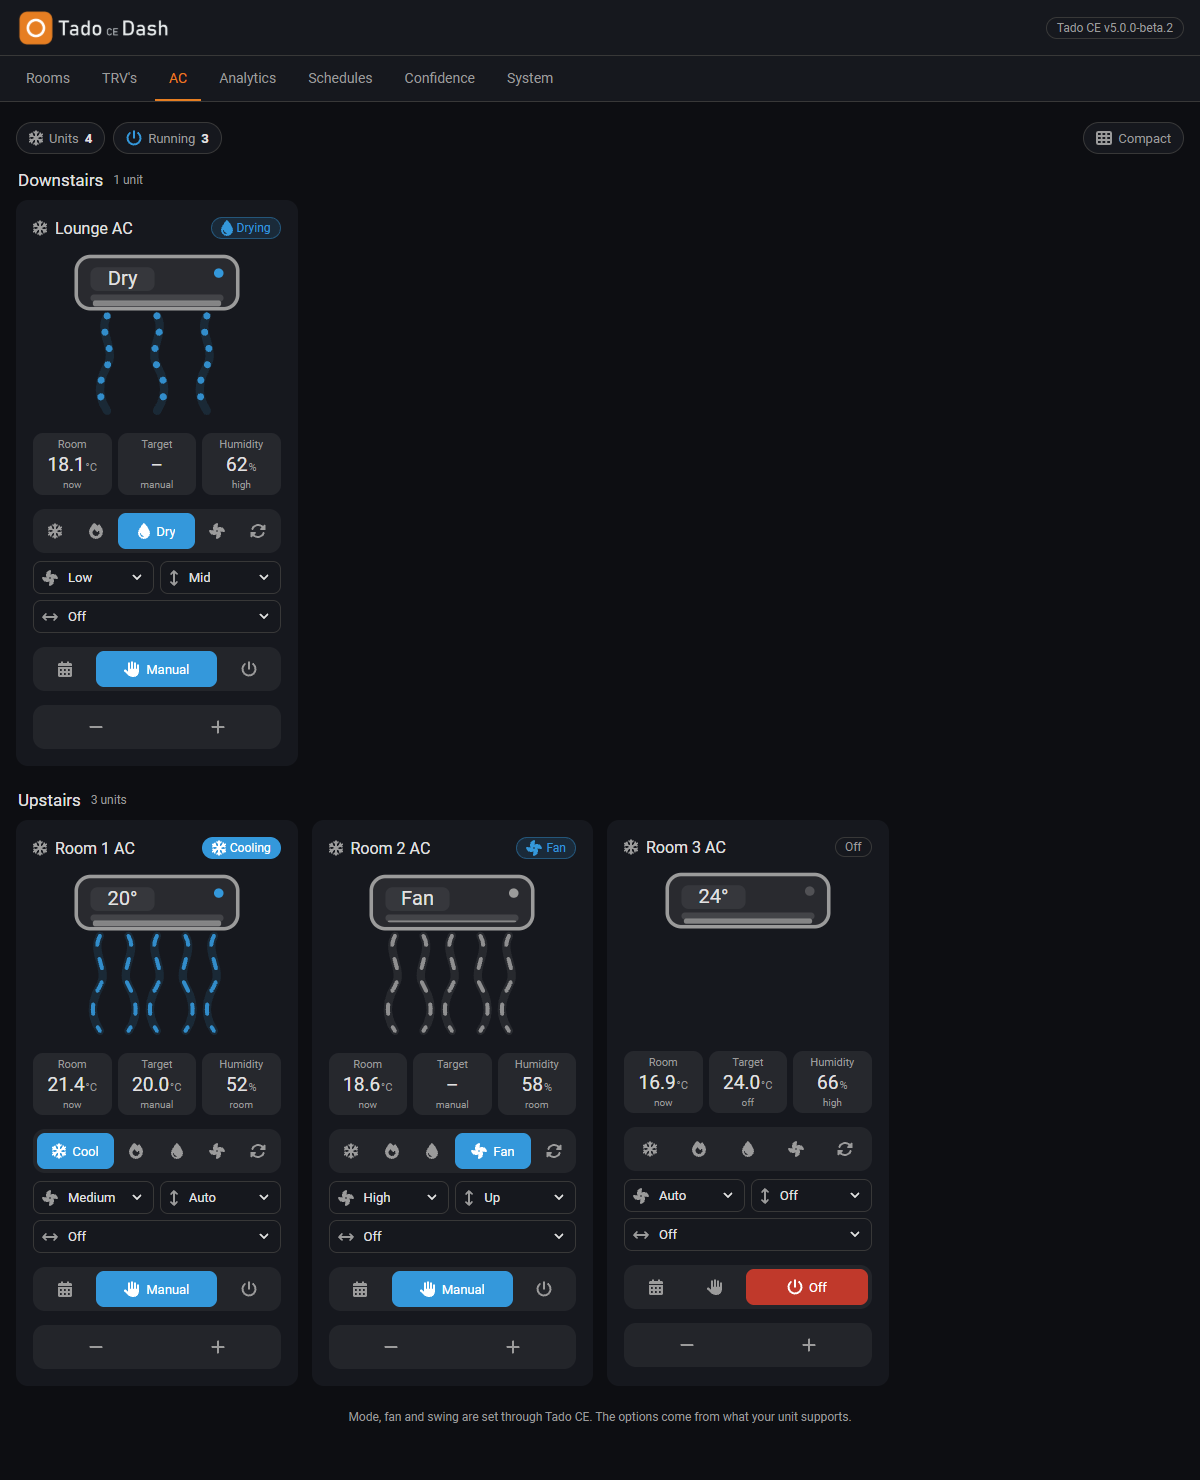 Tado CE Dash
Tado CE v5.0.0-beta.2
Rooms TRV's AC Analytics Schedules Confidence System
Units 4 Running 3 Compact
Downstairs 1 unit
Lounge AC Drying
Dry
Room Target Humidity
18.1°C – 62%
now manual high
Dry
Low Mid
Off
Manual
− +
Upstairs 3 units
Room 1 AC Cooling
20°
Room Target Humidity
21.4°C 20.0°C 52%
now manual room
Cool
Medium Auto
Off
Manual
− +
Room 2 AC Fan
Fan
Room Target Humidity
18.6°C – 58%
now manual room
Fan
High Up
Off
Manual
− +
Room 3 AC Off
24°
Room Target Humidity
16.9°C 24.0°C 66%
now off high
Auto Off
Off
Off
− +
Mode, fan and swing are set through Tado CE. The options come from what your unit supports.